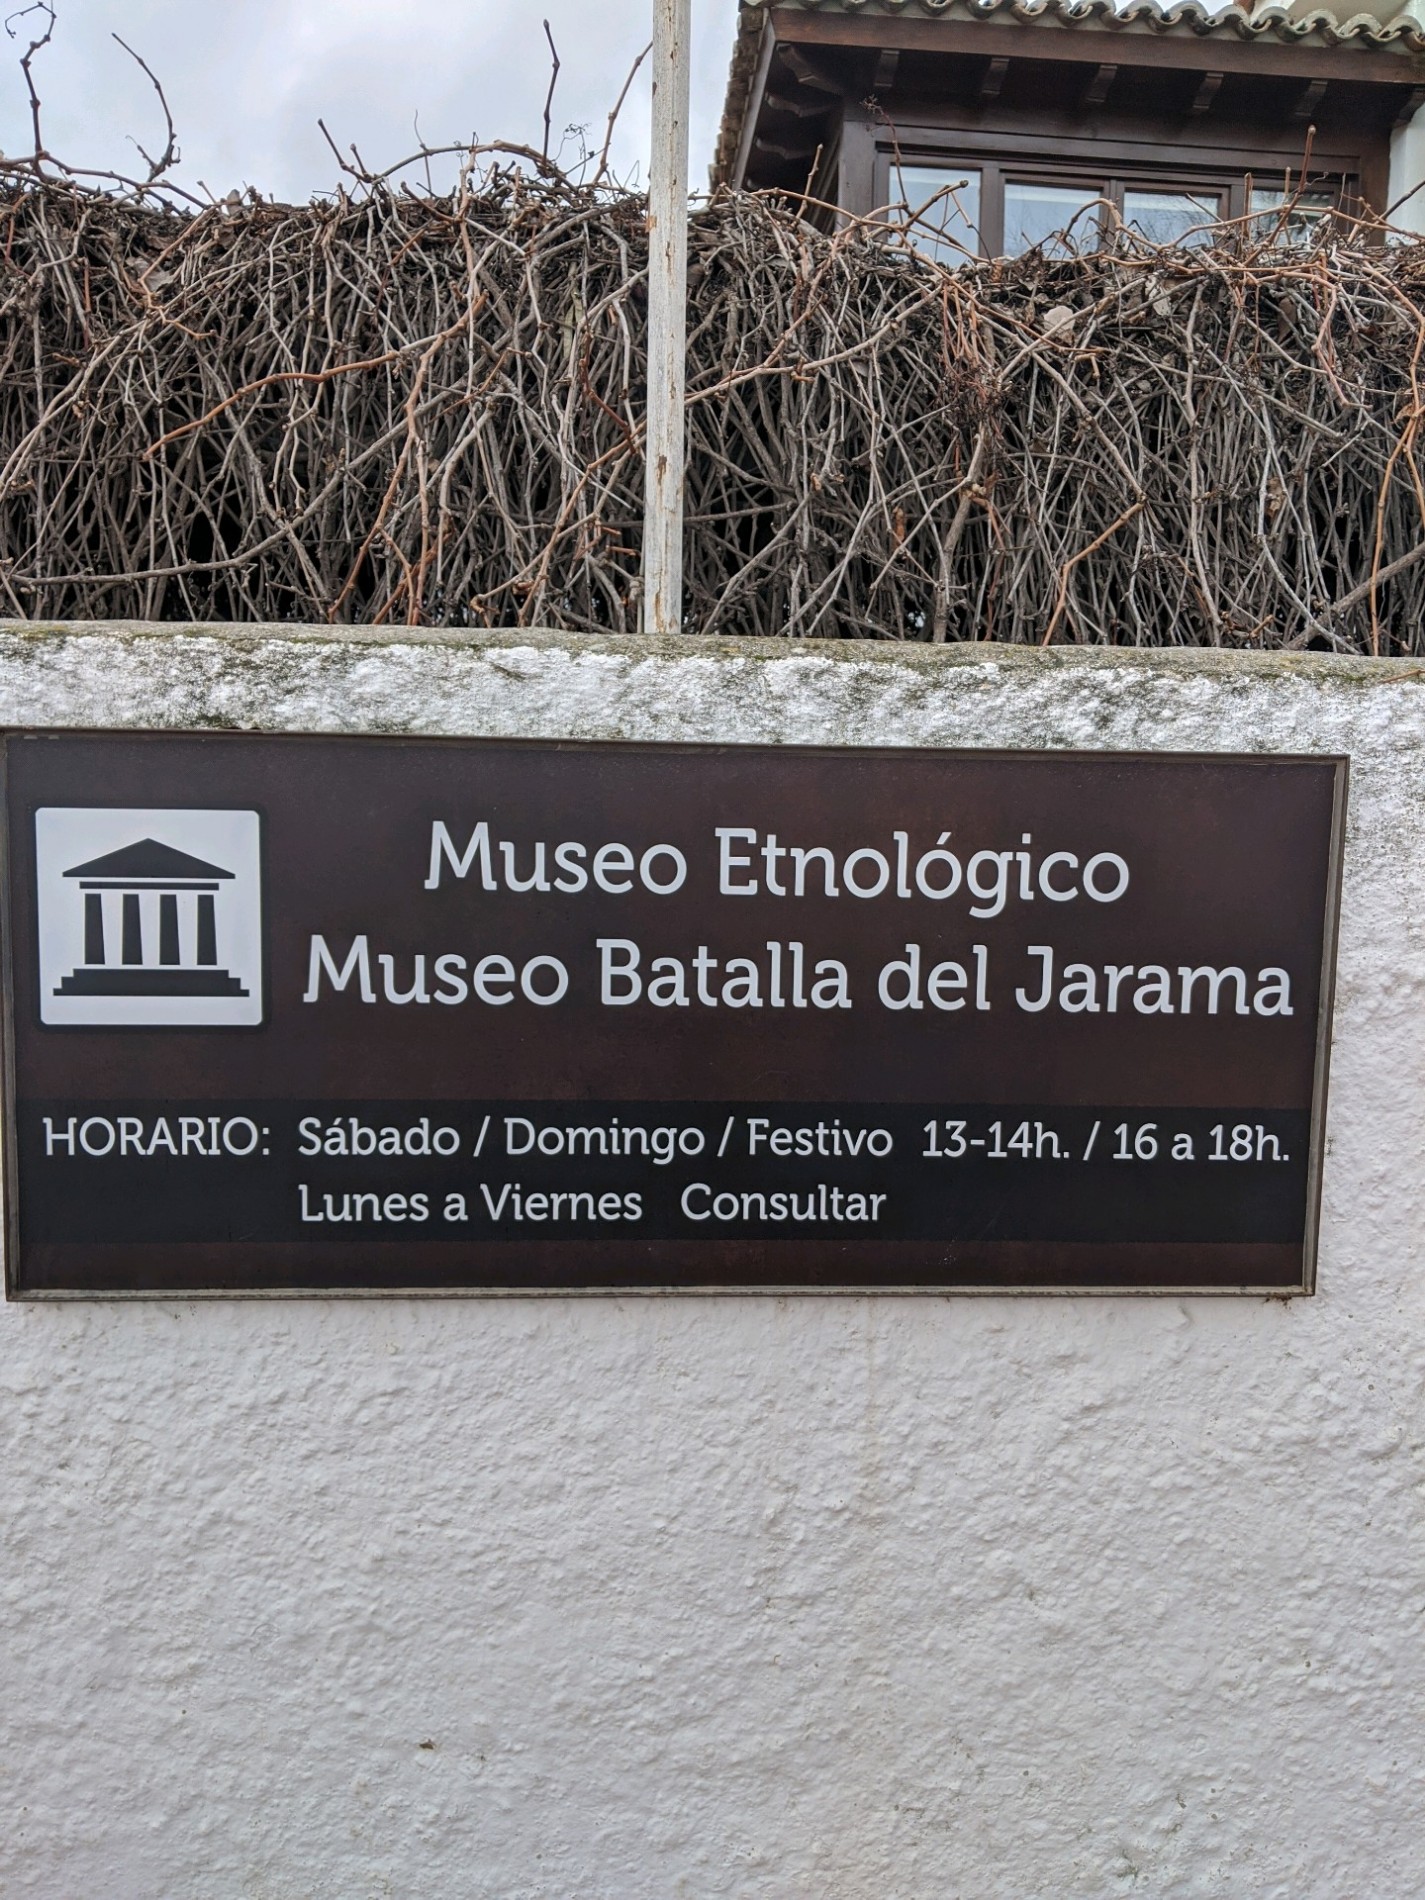 Museo Etnológico
Museo Batalla del Jarama
HORARIO: Sábado / Domingo / Festivo 13-14h. / 16 a 18h.
Lunes a Viernes Consultar